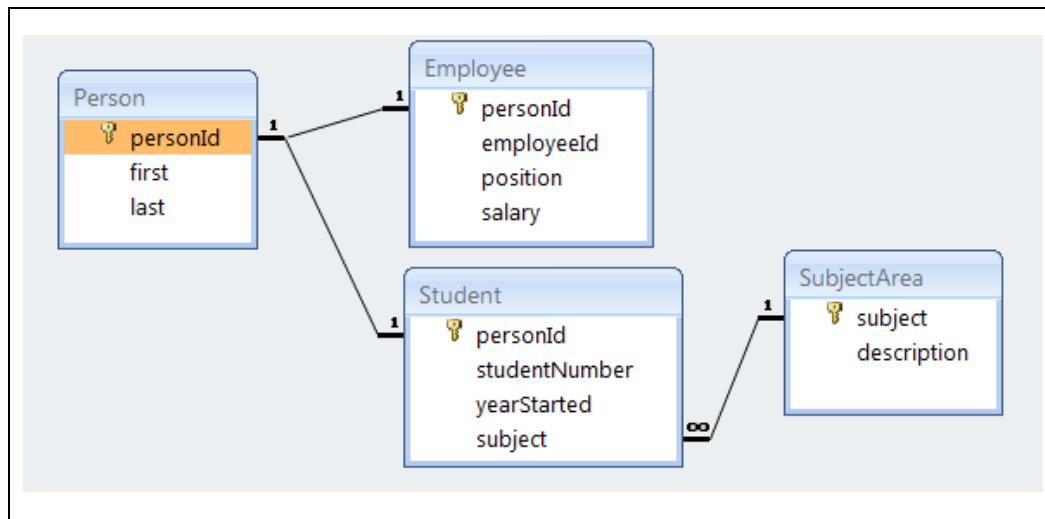 Person
personId
first
last
1
1
Employee
personId
employeeId
position
salary
1
Student
personId
studentNumber
yearStarted
subject
∞
1
SubjectArea
subject
description